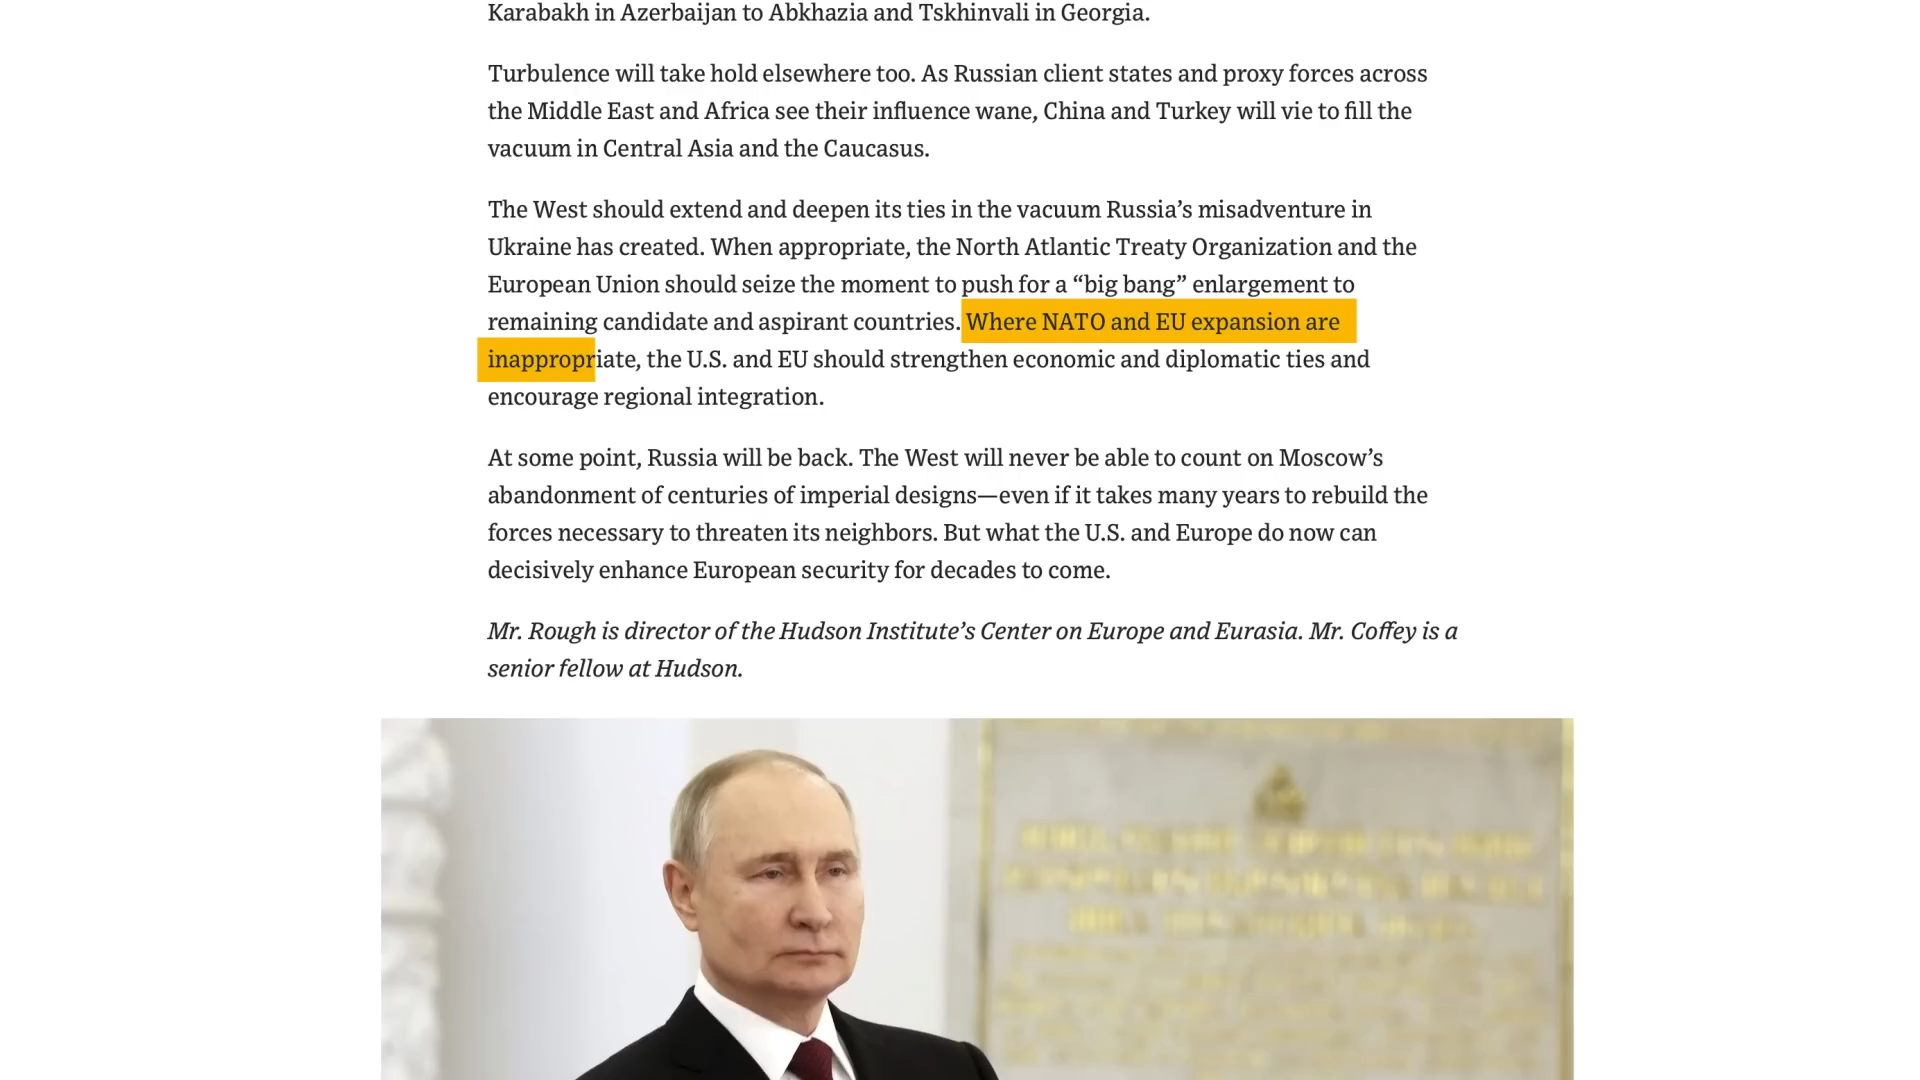 Karabakh in Azerbaijan to Abkhazia and Tskhinvali in Georgia.
Turbulence will take hold elsewhere too. As Russian client states and proxy forces across
the Middle East and Africa see their influence wane, China and Turkey will vie to fill the
vacuum in Central Asia and the Caucasus.
The West should extend and deepen its ties in the vacuum Russia’s misadventure in
Ukraine has created. When appropriate, the North Atlantic Treaty Organization and the
European Union should seize the moment to push for a “big bang” enlargement to
remaining candidate and aspirant countries. Where NATO and EU expansion are
inappropriate, the U.S. and EU should strengthen economic and diplomatic ties and
encourage regional integration.
At some point, Russia will be back. The West will never be able to count on Moscow’s
abandonment of centuries of imperial designs—even if it takes many years to rebuild the
forces necessary to threaten its neighbors. But what the U.S. and Europe do now can
decisively enhance European security for decades to come.
Mr. Rough is director of the Hudson Institute’s Center on Europe and Eurasia. Mr. Coffey is a
senior fellow at Hudson.